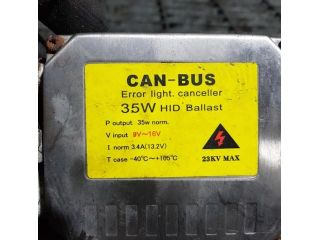 CAN-BUS
Error light. canceller
35W HID Ballast
P output 35w norm.
V input 9V~16V
I norm 3.4A(13.2V)
T case -40°C~+105°C
23KV MAX